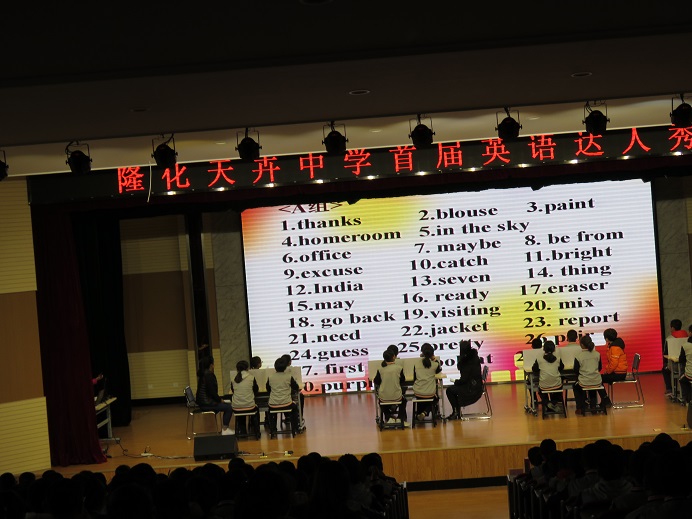 隆化天卉中学首届英语达人秀
<A组>
1.thanks 2.blouse 3.paint
4.homeroom 5.in the sky
6.office 7. maybe 8. be from
9.excuse 10.catch 11.bright
12.India 13.seven 14. thing
15.may 16. ready 17.eraser
18. go back 19.visiting 20. mix
21.need 22.jacket 23. report
24.guess 25.pretty
7. first